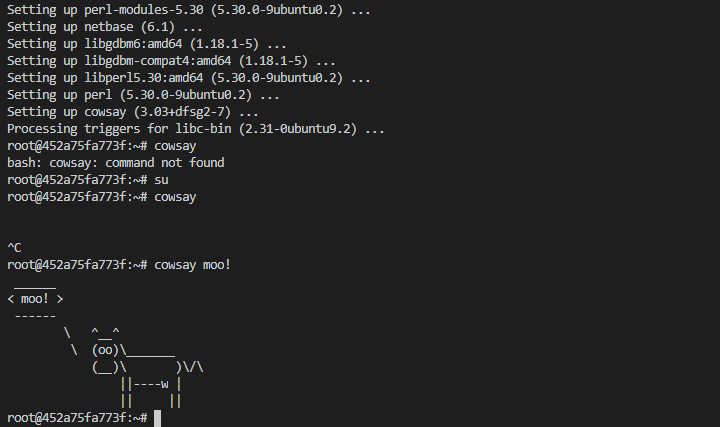 Setting up perl-modules-5.30 (5.30.0-9ubuntu0.2) ...
Setting up netbase (6.1) ...
Setting up libgdbm6:amd64 (1.18.1-5) ...
Setting up libgdbm-compat4:amd64 (1.18.1-5) ...
Setting up libperl5.30:amd64 (5.30.0-9ubuntu0.2) ...
Setting up perl (5.30.0-9ubuntu0.2) ...
Setting up cowsay (3.03+dfsg2-7) ...
Processing triggers for libc-bin (2.31-0ubuntu9.2) ...
root@452a75fa773f:~# cowsay
bash: cowsay: command not found
root@452a75fa773f:~# su
root@452a75fa773f:~# cowsay
^C
root@452a75fa773f:~# cowsay moo!
 ______
< moo! >
 ------
        \   ^__^
         \  (oo)\_______
            (__)\       )\/\
                ||----w |
                ||     ||
root@452a75fa773f:~#